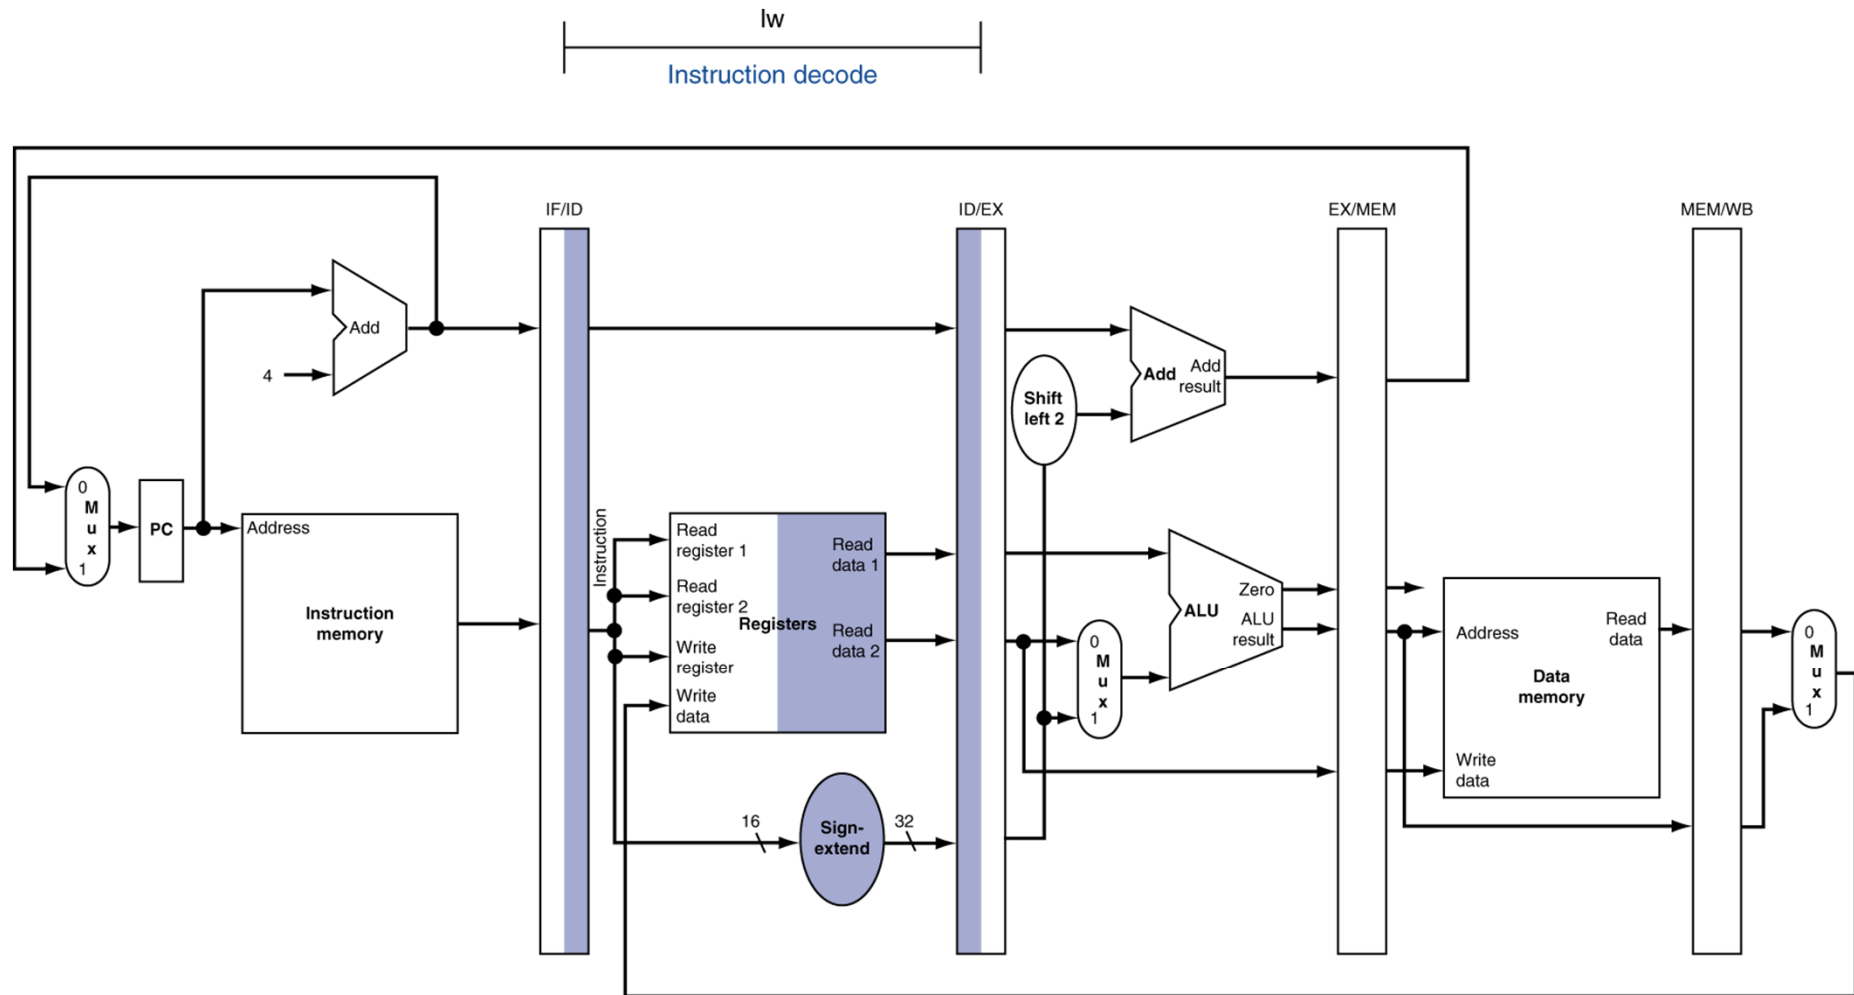 lw
Instruction decode
IF/ID
ID/EX
EX/MEM
MEM/WB
Add
4
Add
Add
result
Shift
left 2
0
M
u
x
1
PC
Address
Instruction
memory
Instruction
Read
register 1
Read
register 2
Registers
Write
register
Write
data
Read
data 1
Read
data 2
16
Sign-
extend
32
0
M
u
x
1
Zero
ALU
ALU
result
Address
Read
data
Data
memory
Write
data
0
M
u
x
1